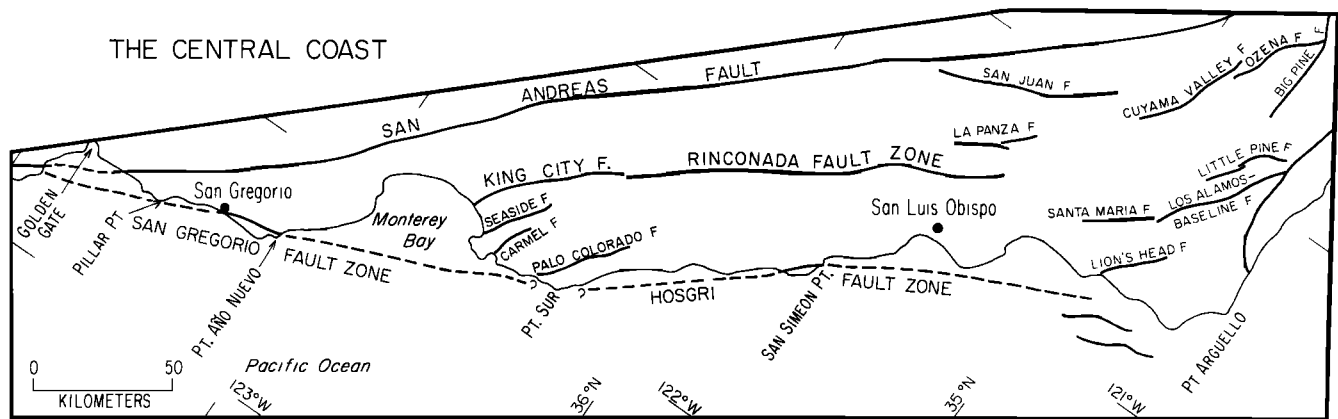 THE CENTRAL COAST
SAN ANDREAS FAULT
SAN JUAN F
CUYAMA VALLEY F
OZENA F
BIG PINE F
LA PANZA F
KING CITY F.
RINCONADA FAULT ZONE
LITTLE PINE F
LOS ALAMOS–
BASELINE F
SANTA MARIA F
LION'S HEAD F
SEASIDE F
CARMEL F
PALO COLORADO F
San Gregorio
Monterey
Bay
San Luis Obispo
GOLDEN
GATE
PILLAR PT
SAN GREGORIO FAULT ZONE
PT. AÑO NUEVO
PT. SUR
HOSGRI FAULT ZONE
SAN SIMEON PT.
PT ARGUELLO
Pacific Ocean
0 50
KILOMETERS
123°W
36°N
122°W
35°N
121°W